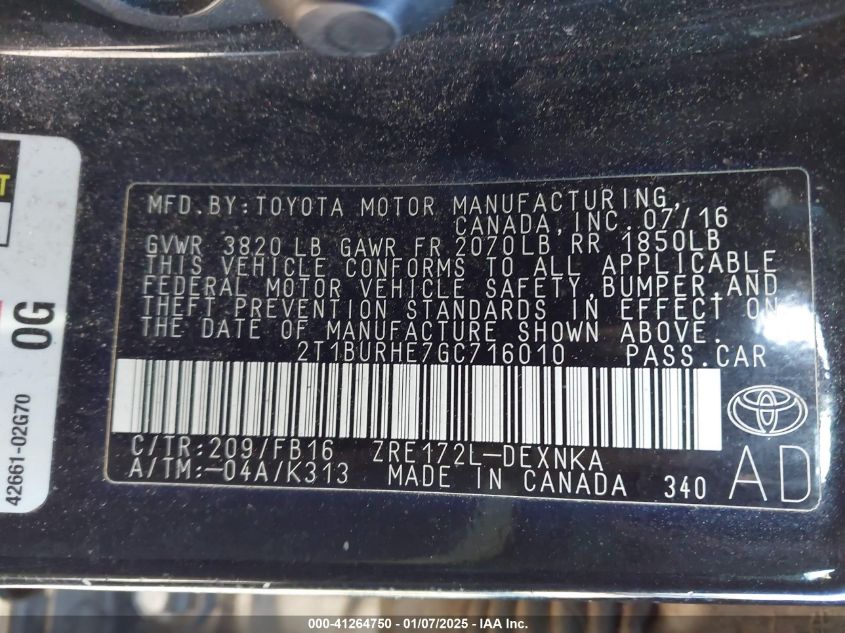 MFD. BY: TOYOTA MOTOR MANUFACTURING,
CANADA, INC. 07/16
GVWR 3820 LB GAWR FR 2070LB RR 1850LB
THIS VEHICLE CONFORMS TO ALL APPLICABLE
FEDERAL MOTOR VEHICLE SAFETY, BUMPER, AND
THEFT PREVENTION STANDARDS IN EFFECT ON
THE DATE OF MANUFACTURE SHOWN ABOVE.
2T1BURHE7GC716010 PASS.CAR
C/TR:209/FB16 ZRE172L-DEXNKA
A/TM:-04A/K313 MADE IN CANADA 340
AD
0G
42661-02G70
000-41264750 - 01/07/2025 - IAA Inc.